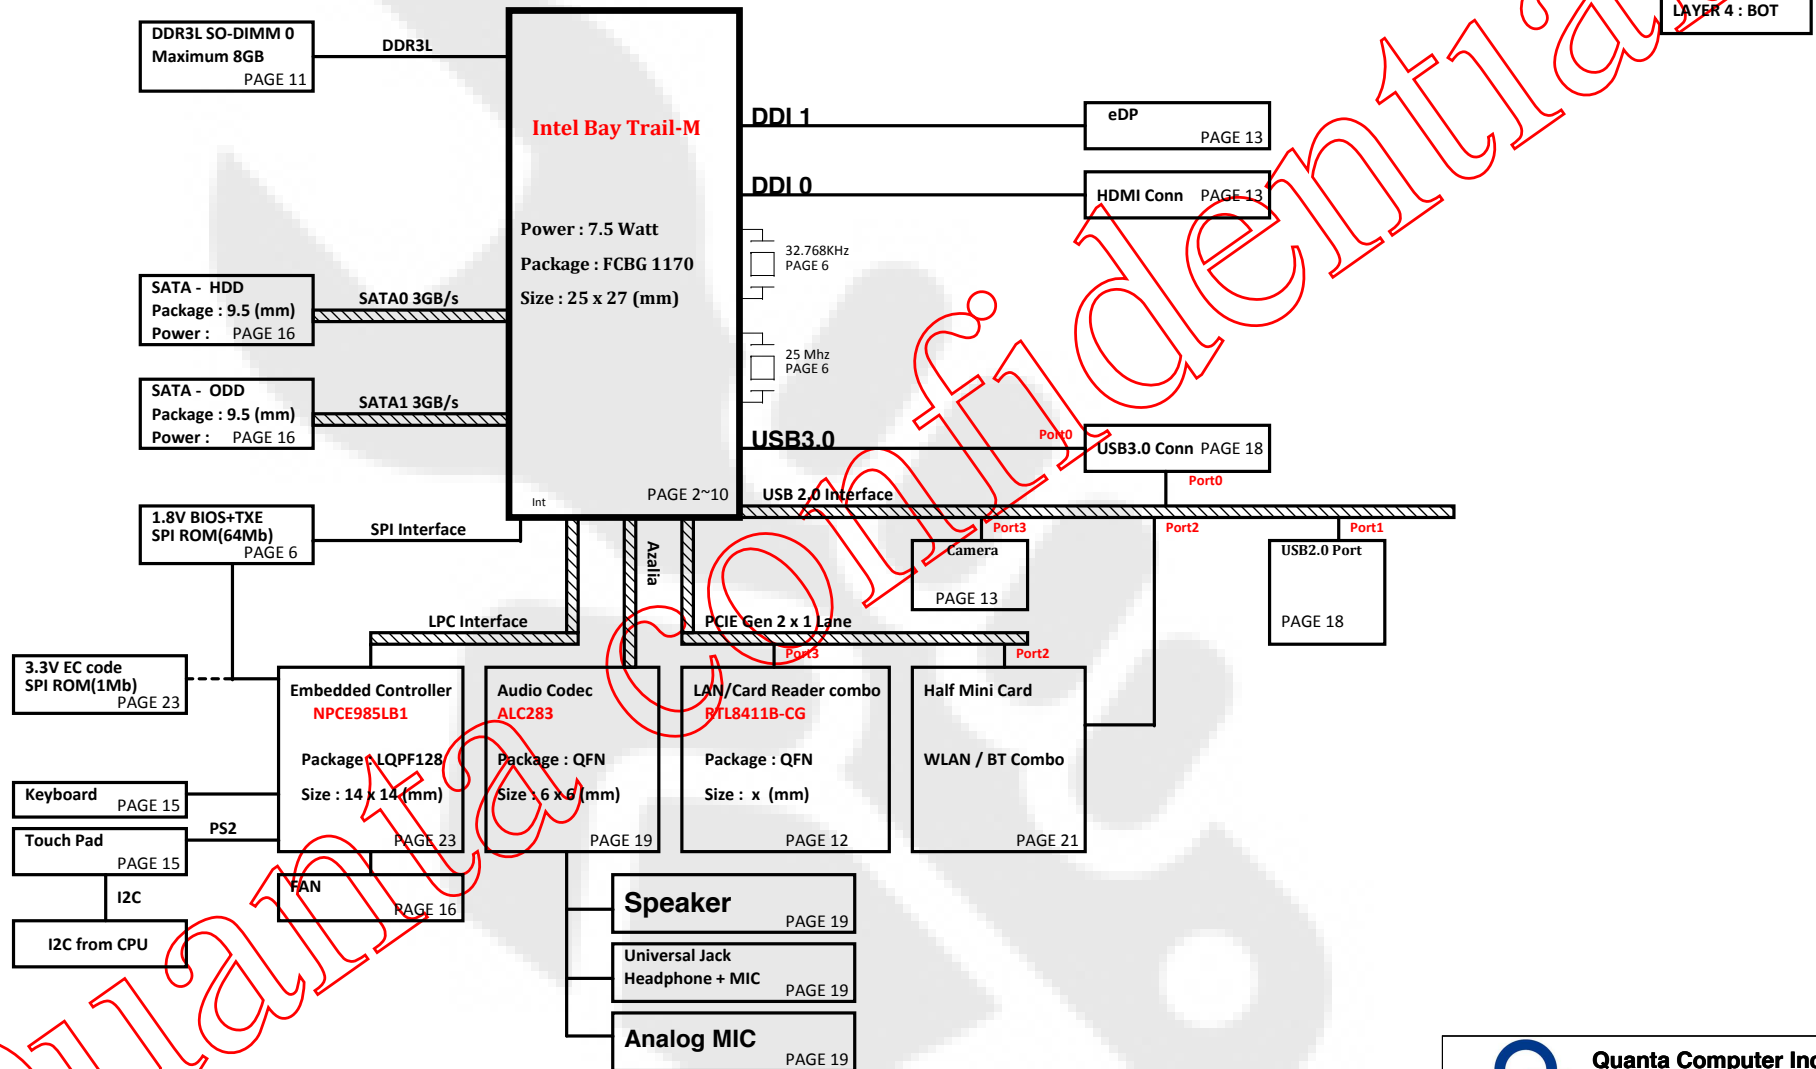 LAYER 4 : BOT
DDR3L SO-DIMM 0
Maximum 8GB
PAGE 11
DDR3L
Intel Bay Trail-M
Power : 7.5 Watt
Package : FCBG 1170
Size : 25 x 27 (mm)
Int
PAGE 2~10
DDI 1
eDP
PAGE 13
DDI 0
HDMI Conn PAGE 13
32.768KHz
PAGE 6
25 Mhz
PAGE 6
SATA - HDD
Package : 9.5 (mm)
Power : PAGE 16
SATA0 3GB/s
SATA - ODD
Package : 9.5 (mm)
Power : PAGE 16
SATA1 3GB/s
USB3.0
Port0
USB3.0 Conn PAGE 18
Port0
USB 2.0 Interface
Port3
Port2
Port1
Camera
PAGE 13
USB2.0 Port
PAGE 18
1.8V BIOS+TXE
SPI ROM(64Mb)
PAGE 6
SPI Interface
Azalia
LPC Interface
PCIE Gen 2 x 1 Lane
Port3
Port2
3.3V EC code
SPI ROM(1Mb)
PAGE 23
Embedded Controller
NPCE985LB1
Package : LQPF128
Size : 14 x 14 (mm)
PAGE 23
Audio Codec
ALC283
Package : QFN
Size : 6 x 6 (mm)
PAGE 19
LAN/Card Reader combo
RTL8411B-CG
Package : QFN
Size : x (mm)
PAGE 12
Half Mini Card
WLAN / BT Combo
PAGE 21
Keyboard
PAGE 15
Touch Pad
PAGE 15
PS2
I2C
I2C from CPU
FAN
PAGE 16
Speaker
PAGE 19
Universal Jack
Headphone + MIC
PAGE 19
Analog MIC
PAGE 19
Quanta Confidential
Quanta Computer Inc